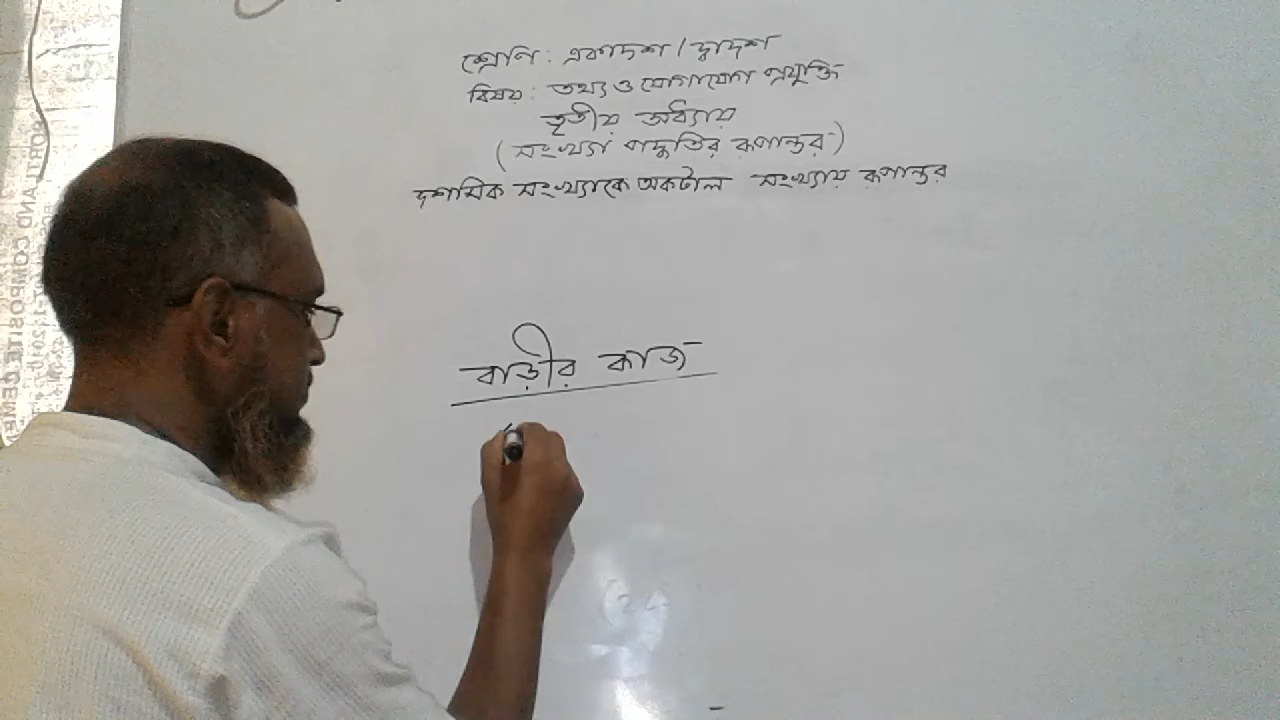 শ্রেণি: একাদশ / দ্বাদশ
বিষয়: তথ্য ও যোগাযোগ প্রযুক্তি
তৃতীয় অধ্যায়
(সংখ্যা পদ্ধতির রূপান্তর)
দশমিক সংখ্যাকে অকটাল সংখ্যায় রূপান্তর
বাড়ীর কাজ